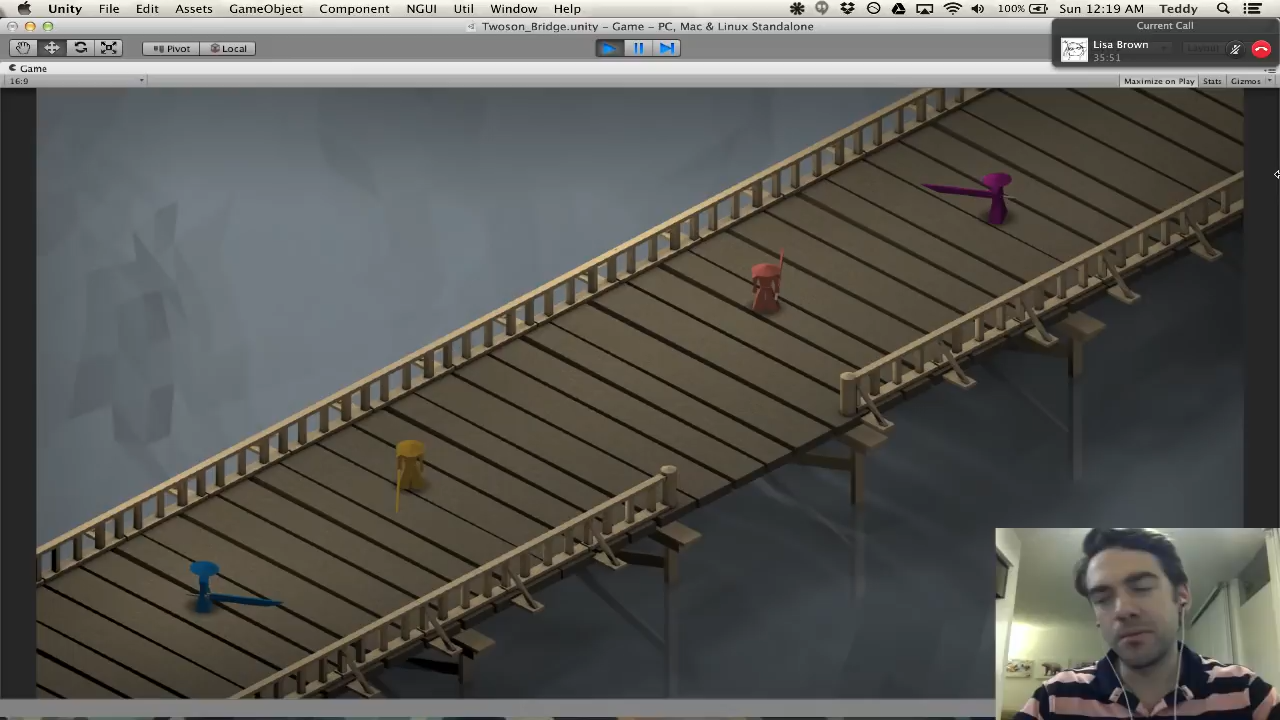 Unity File Edit Assets GameObject Component NGUI Util Window Help 100% Sun 12:19 AM Teddy
Twoson_Bridge.unity - Game - PC, Mac & Linux Standalone
Current Call
Pivot Local
Lisa Brown
35:51
Game
16:9 Maximize on Play Stats Gizmos